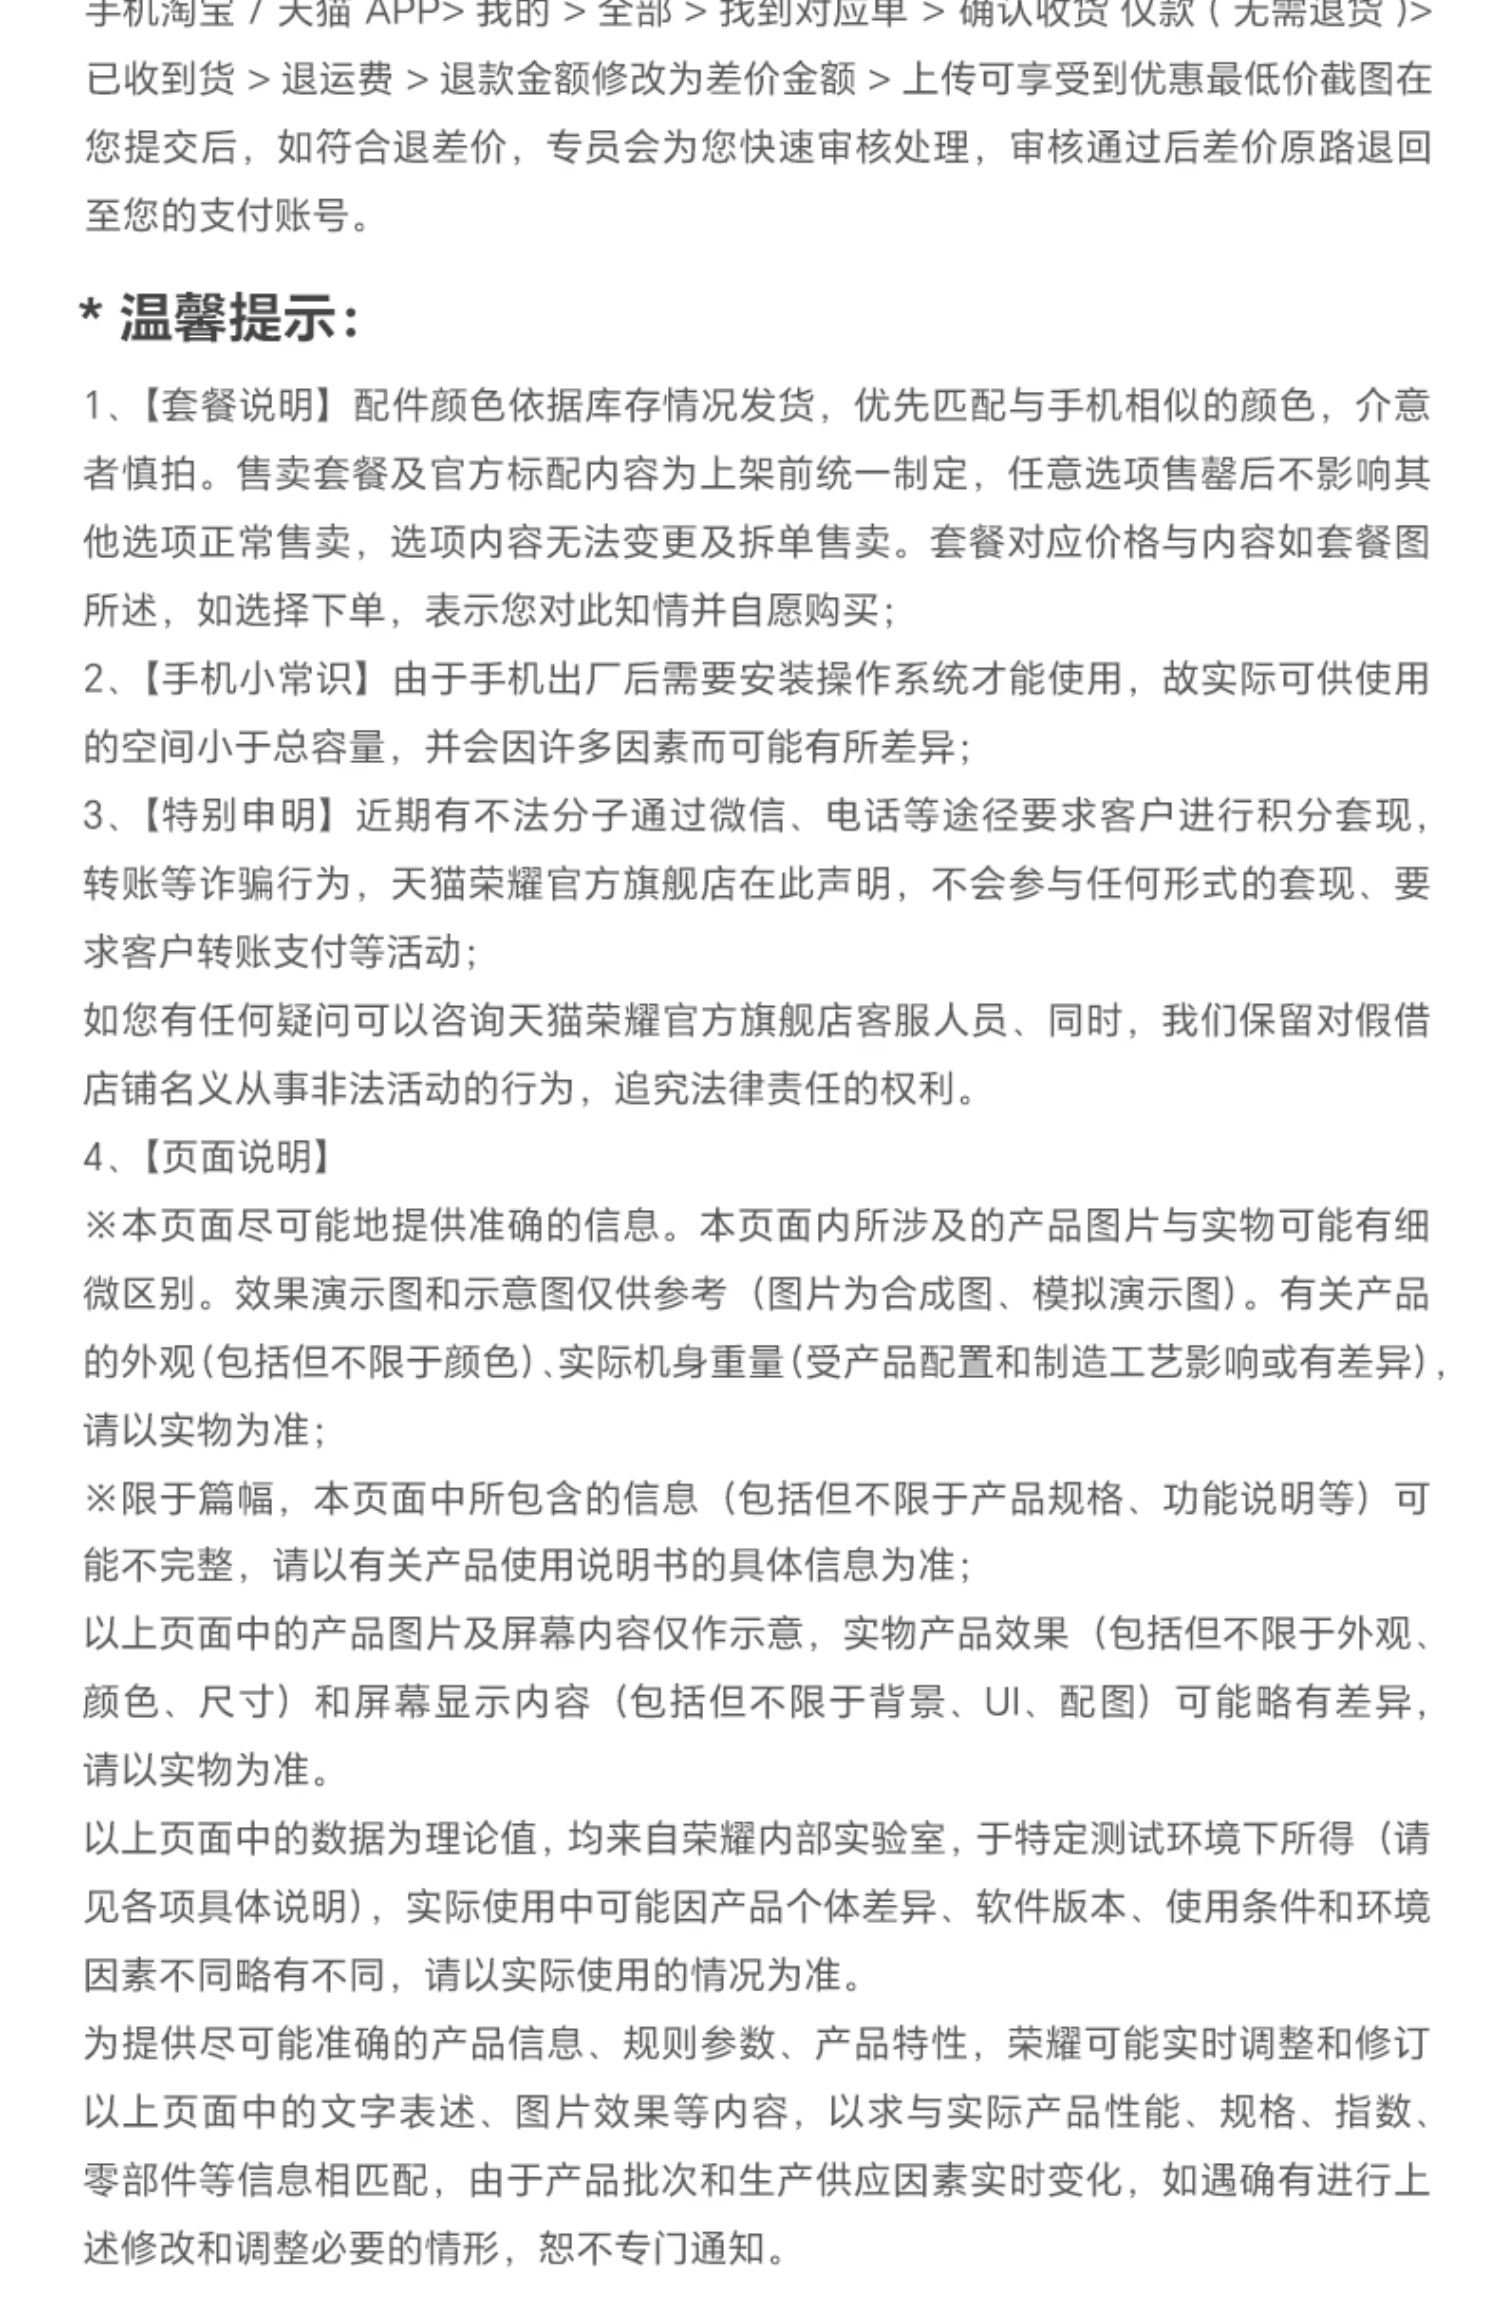 手机淘宝 / 天猫 APP> 我的 > 全部 > 找到对应单 > 确认收货 仅款 ( 无需退货 )>
已收到货 > 退运费 > 退款金额修改为差价金额 > 上传可享受到优惠最低价截图在
您提交后，如符合退差价，专员会为您快速审核处理，审核通过后差价原路退回
至您的支付账号。
* 温馨提示：
1、【套餐说明】配件颜色依据库存情况发货，优先匹配与手机相似的颜色，介意
者慎拍。售卖套餐及官方标配内容为上架前统一制定，任意选项售罄后不影响其
他选项正常售卖，选项内容无法变更及拆单售卖。套餐对应价格与内容如套餐图
所述，如选择下单，表示您对此知情并自愿购买；
2、【手机小常识】由于手机出厂后需要安装操作系统才能使用，故实际可供使用
的空间小于总容量，并会因许多因素而可能有所差异；
3、【特别申明】近期有不法分子通过微信、电话等途径要求客户进行积分套现，
转账等诈骗行为，天猫荣耀官方旗舰店在此声明，不会参与任何形式的套现、要
求客户转账支付等活动；
如您有任何疑问可以咨询天猫荣耀官方旗舰店客服人员、同时，我们保留对假借
店铺名义从事非法活动的行为，追究法律责任的权利。
4、【页面说明】
※本页面尽可能地提供准确的信息。本页面内所涉及的产品图片与实物可能有细
微区别。效果演示图和示意图仅供参考（图片为合成图、模拟演示图）。有关产品
的外观（包括但不限于颜色）、实际机身重量（受产品配置和制造工艺影响或有差异），
请以实物为准；
※限于篇幅，本页面中所包含的信息（包括但不限于产品规格、功能说明等）可
能不完整，请以有关产品使用说明书的具体信息为准；
以上页面中的产品图片及屏幕内容仅作示意，实物产品效果（包括但不限于外观、
颜色、尺寸）和屏幕显示内容（包括但不限于背景、UI、配图）可能略有差异，
请以实物为准。
以上页面中的数据为理论值，均来自荣耀内部实验室，于特定测试环境下所得（请
见各项具体说明），实际使用中可能因产品个体差异、软件版本、使用条件和环境
因素不同略有不同，请以实际使用的情况为准。
为提供尽可能准确的产品信息、规则参数、产品特性，荣耀可能实时调整和修订
以上页面中的文字表述、图片效果等内容，以求与实际产品性能、规格、指数、
零部件等信息相匹配，由于产品批次和生产供应因素实时变化，如遇确有进行上
述修改和调整必要的情形，恕不专门通知。